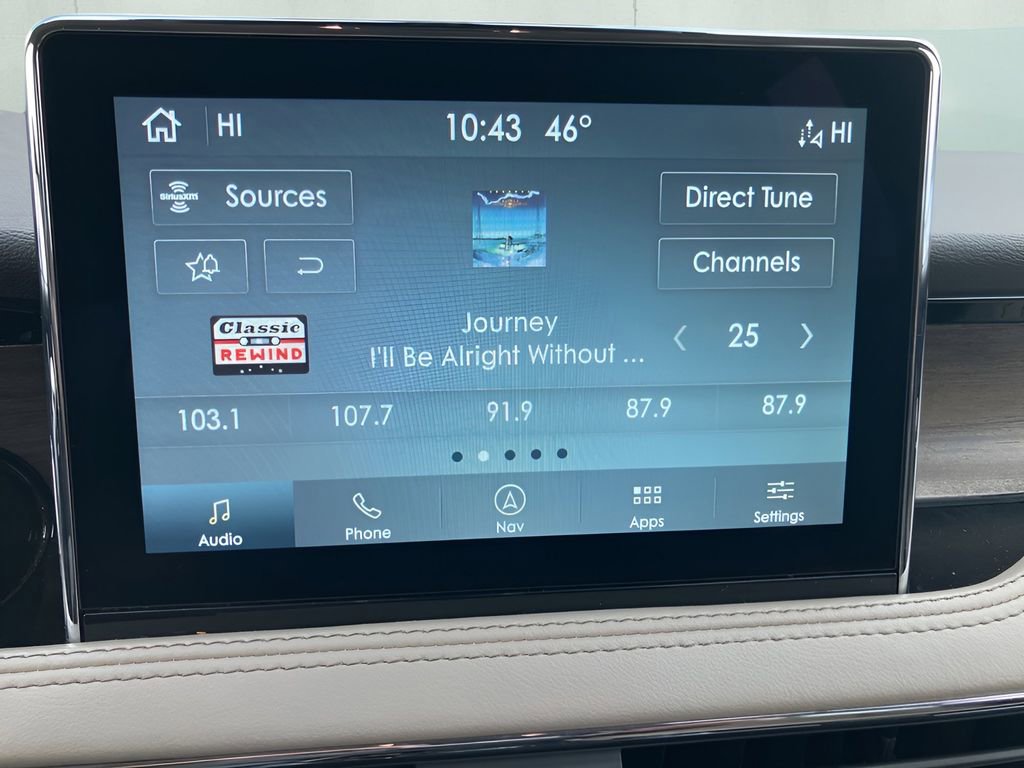 HI
10:43 46°
HI
SiriusXM
Sources
Direct Tune
Channels
Classic
REWIND
Journey
I'll Be Alright Without ...
25
103.1
107.7
91.9
87.9
87.9
Audio
Phone
Nav
Apps
Settings